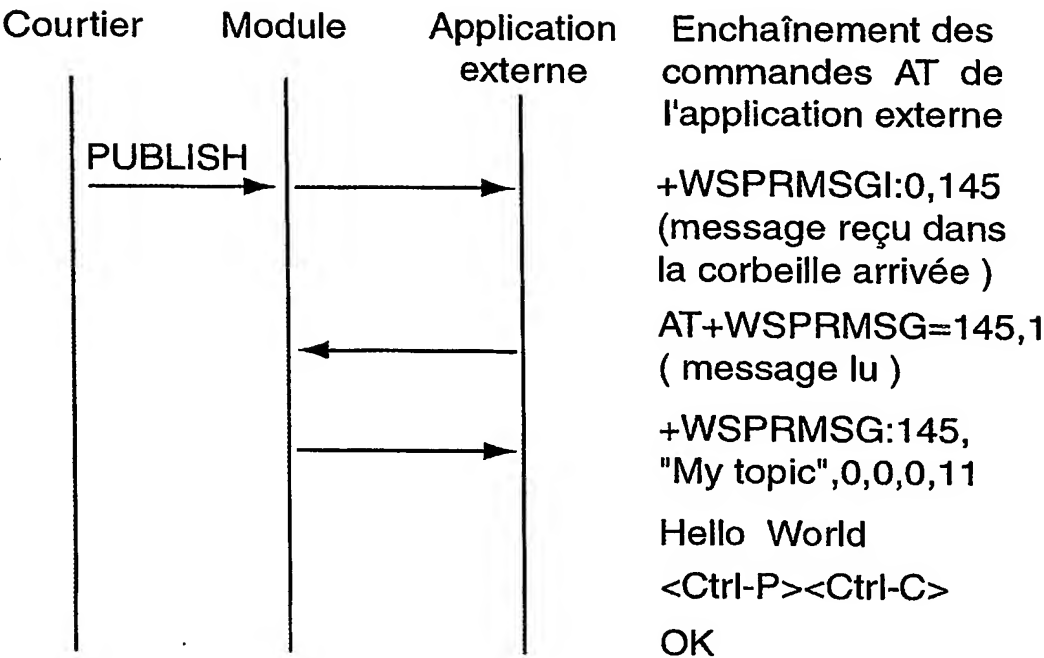 Courtier
Module
Application
externe
Enchaînement des
commandes AT de
l'application externe
PUBLISH
+WSPRMSGI:0,145
(message reçu dans
la corbeille arrivée )
AT+WSPRMSG=145,1
( message lu )
+WSPRMSG:145,
"My topic",0,0,0,11
Hello World
<Ctrl-P><Ctrl-C>
OK